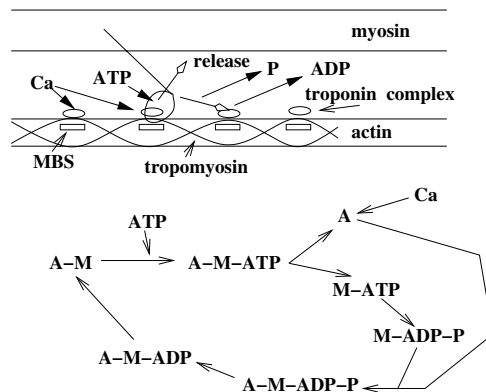 myosin
release
P
ADP
Ca
ATP
troponin complex
actin
MBS
tropomyosin
ATP
Ca
A
A-M
A-M-ATP
M-ATP
M-ADP-P
A-M-ADP
A-M-ADP-P